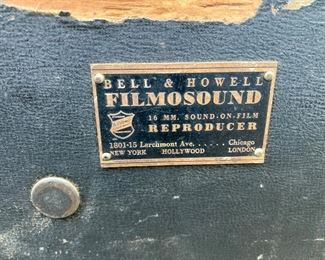 BELL & HOWELL
FILMOSOUND
16 MM. SOUND-ON-FILM
REPRODUCER
1801-15 Larchmont Ave. . . . . . Chicago
NEW YORK HOLLYWOOD LONDON